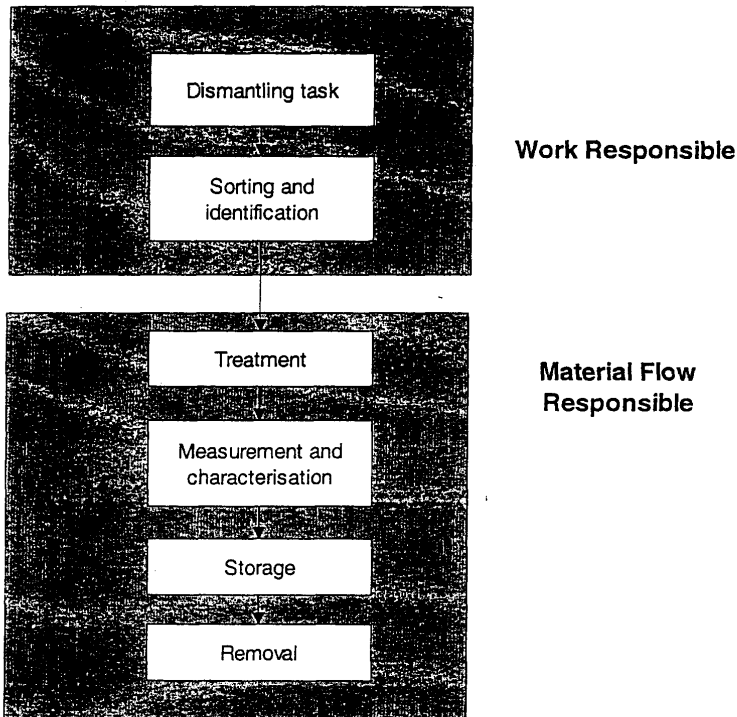 Dismantling task
Work Responsible
Sorting and
identification
Treatment
Material Flow
Responsible
Measurement and
characterisation
Storage
Removal